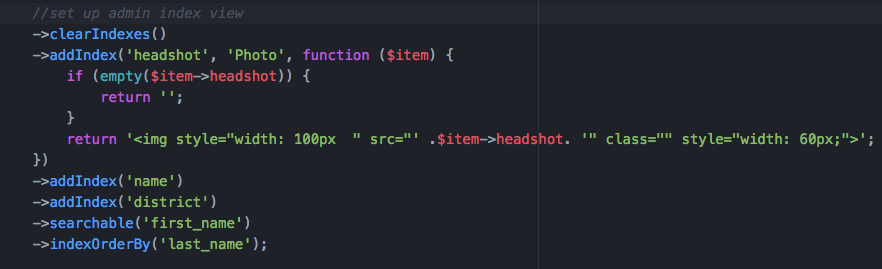 //set up admin index view
->clearIndexes()
->addIndex('headshot', 'Photo', function ($item) {
    if (empty($item->headshot)) {
        return '';
    }
    return '<img style="width: 100px  " src="' .$item->headshot. '" class="" style="width: 60px;">';
})
->addIndex('name')
->addIndex('district')
->searchable('first_name')
->indexOrderBy('last_name');